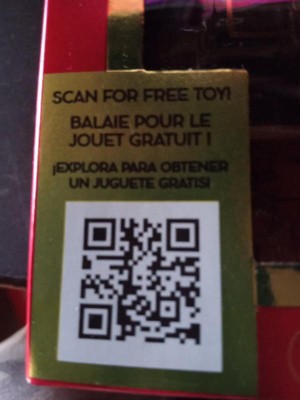 SCAN FOR FREE TOY!
BALAIE POUR LE
JOUET GRATUIT !
¡EXPLORA PARA OBTENER
UN JUGUETE GRATIS!